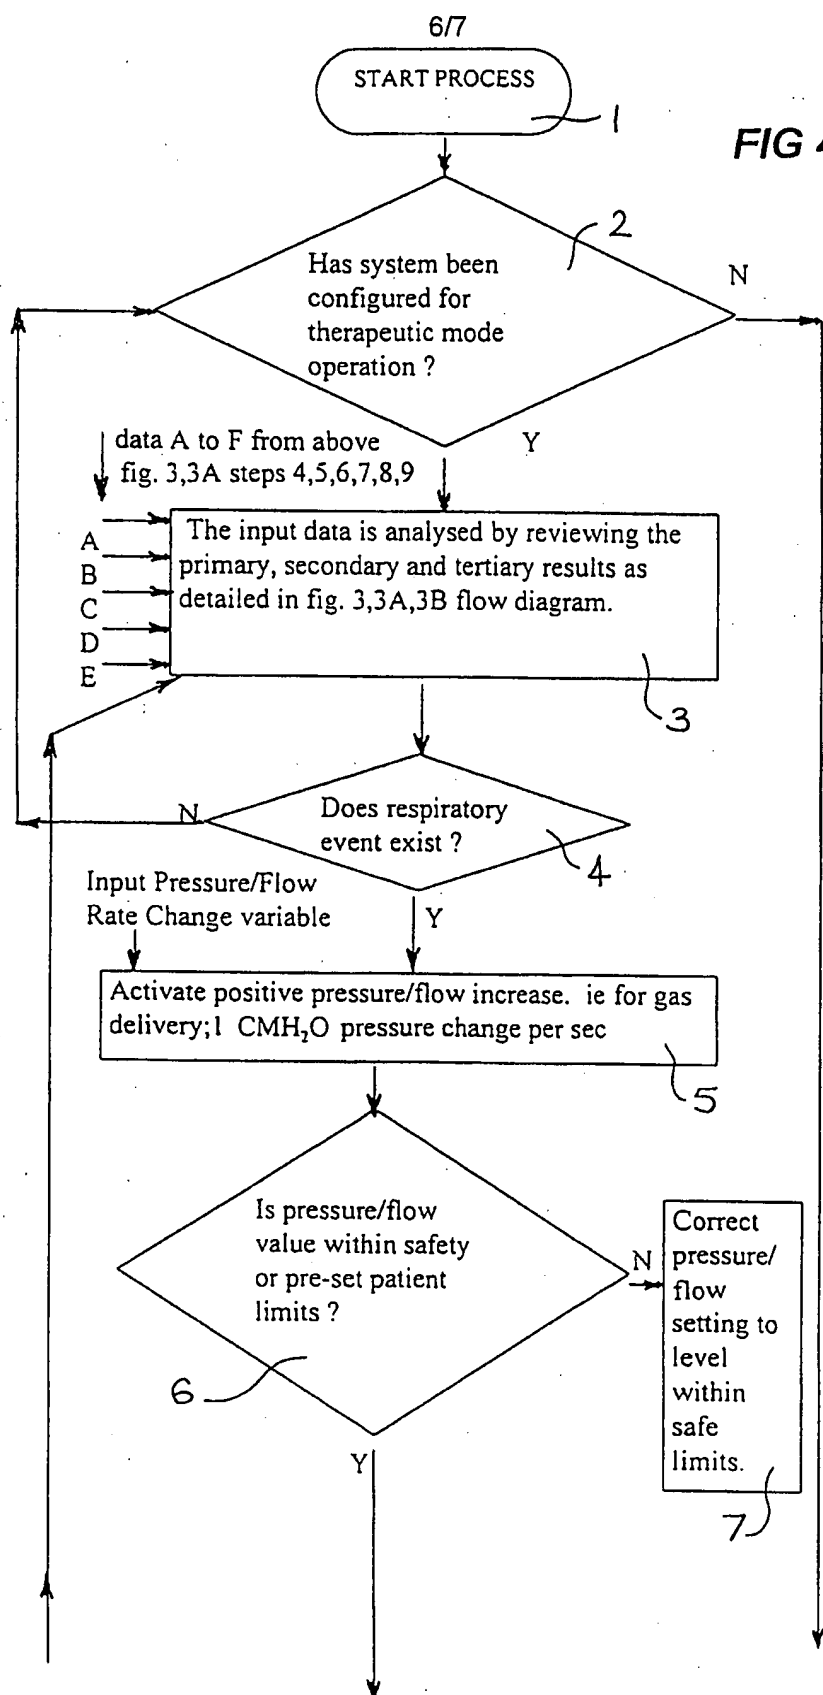 6/7
START PROCESS
1
FIG 4
2
Has system been
configured for
therapeutic mode
operation ?
N
Y
data A to F from above
fig. 3,3A steps 4,5,6,7,8,9
The input data is analysed by reviewing the
primary, secondary and tertiary results as
detailed in fig. 3,3A,3B flow diagram.
A
B
C
D
E
3
N
Does respiratory
event exist ?
4
Input Pressure/Flow
Rate Change variable
Y
Activate positive pressure/flow increase. ie for gas
delivery;1 CMH₂O pressure change per sec
5
Is pressure/flow
value within safety
or pre-set patient
limits ?
N
6
Y
Correct
pressure/
flow
setting to
level
within
safe
limits.
7